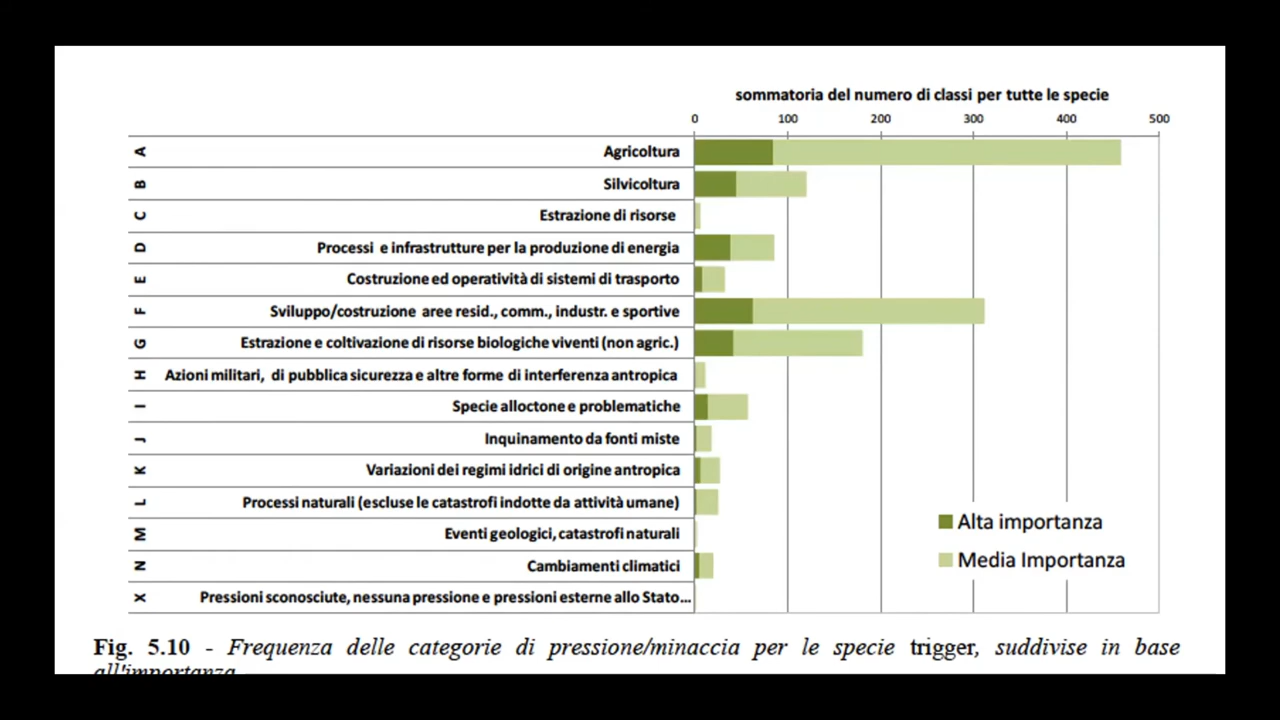 sommatoria del numero di classi per tutte le specie
0 100 200 300 400 500
A Agricoltura
B Silvicoltura
C Estrazione di risorse
D Processi e infrastrutture per la produzione di energia
E Costruzione ed operatività di sistemi di trasporto
F Sviluppo/costruzione aree resid., comm., industr. e sportive
G Estrazione e coltivazione di risorse biologiche viventi (non agric.)
H Azioni militari, di pubblica sicurezza e altre forme di interferenza antropica
I Specie alloctone e problematiche
J Inquinamento da fonti miste
K Variazioni dei regimi idrici di origine antropica
L Processi naturali (escluse le catastrofi indotte da attività umane)
M Eventi geologici, catastrofi naturali
N Cambiamenti climatici
X Pressioni sconosciute, nessuna pressione e pressioni esterne allo Stato...
Alta importanza
Media Importanza
Fig. 5.10 - Frequenza delle categorie di pressione/minaccia per le specie trigger, suddivise in base
all'importanza